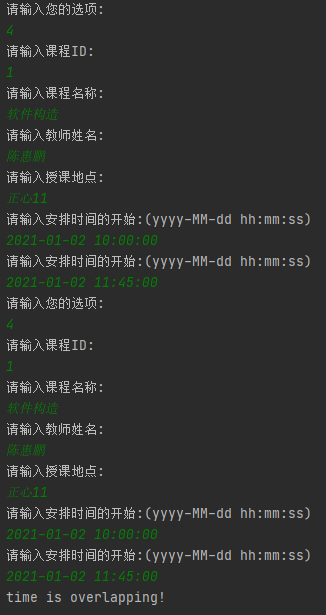 请输入您的选项:
4
请输入课程ID:
1
请输入课程名称:
软件构造
请输入教师姓名:
陈惠鹏
请输入授课地点:
正心11
请输入安排时间的开始:(yyyy-MM-dd hh:mm:ss)
2021-01-02 10:00:00
请输入安排时间的开始:(yyyy-MM-dd hh:mm:ss)
2021-01-02 11:45:00
请输入您的选项:
4
请输入课程ID:
1
请输入课程名称:
软件构造
请输入教师姓名:
陈惠鹏
请输入授课地点:
正心11
请输入安排时间的开始:(yyyy-MM-dd hh:mm:ss)
2021-01-02 10:00:00
请输入安排时间的开始:(yyyy-MM-dd hh:mm:ss)
2021-01-02 11:45:00
time is overlapping!